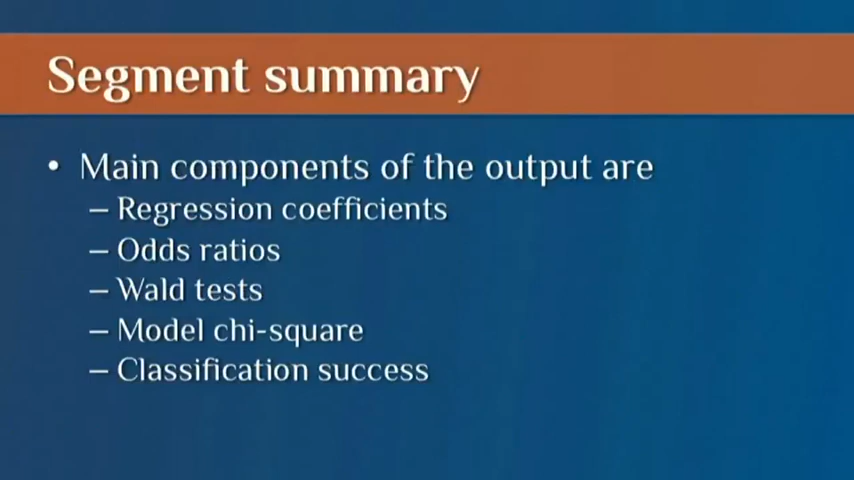 Segment summary
• Main components of the output are
– Regression coefficients
– Odds ratios
– Wald tests
– Model chi-square
– Classification success